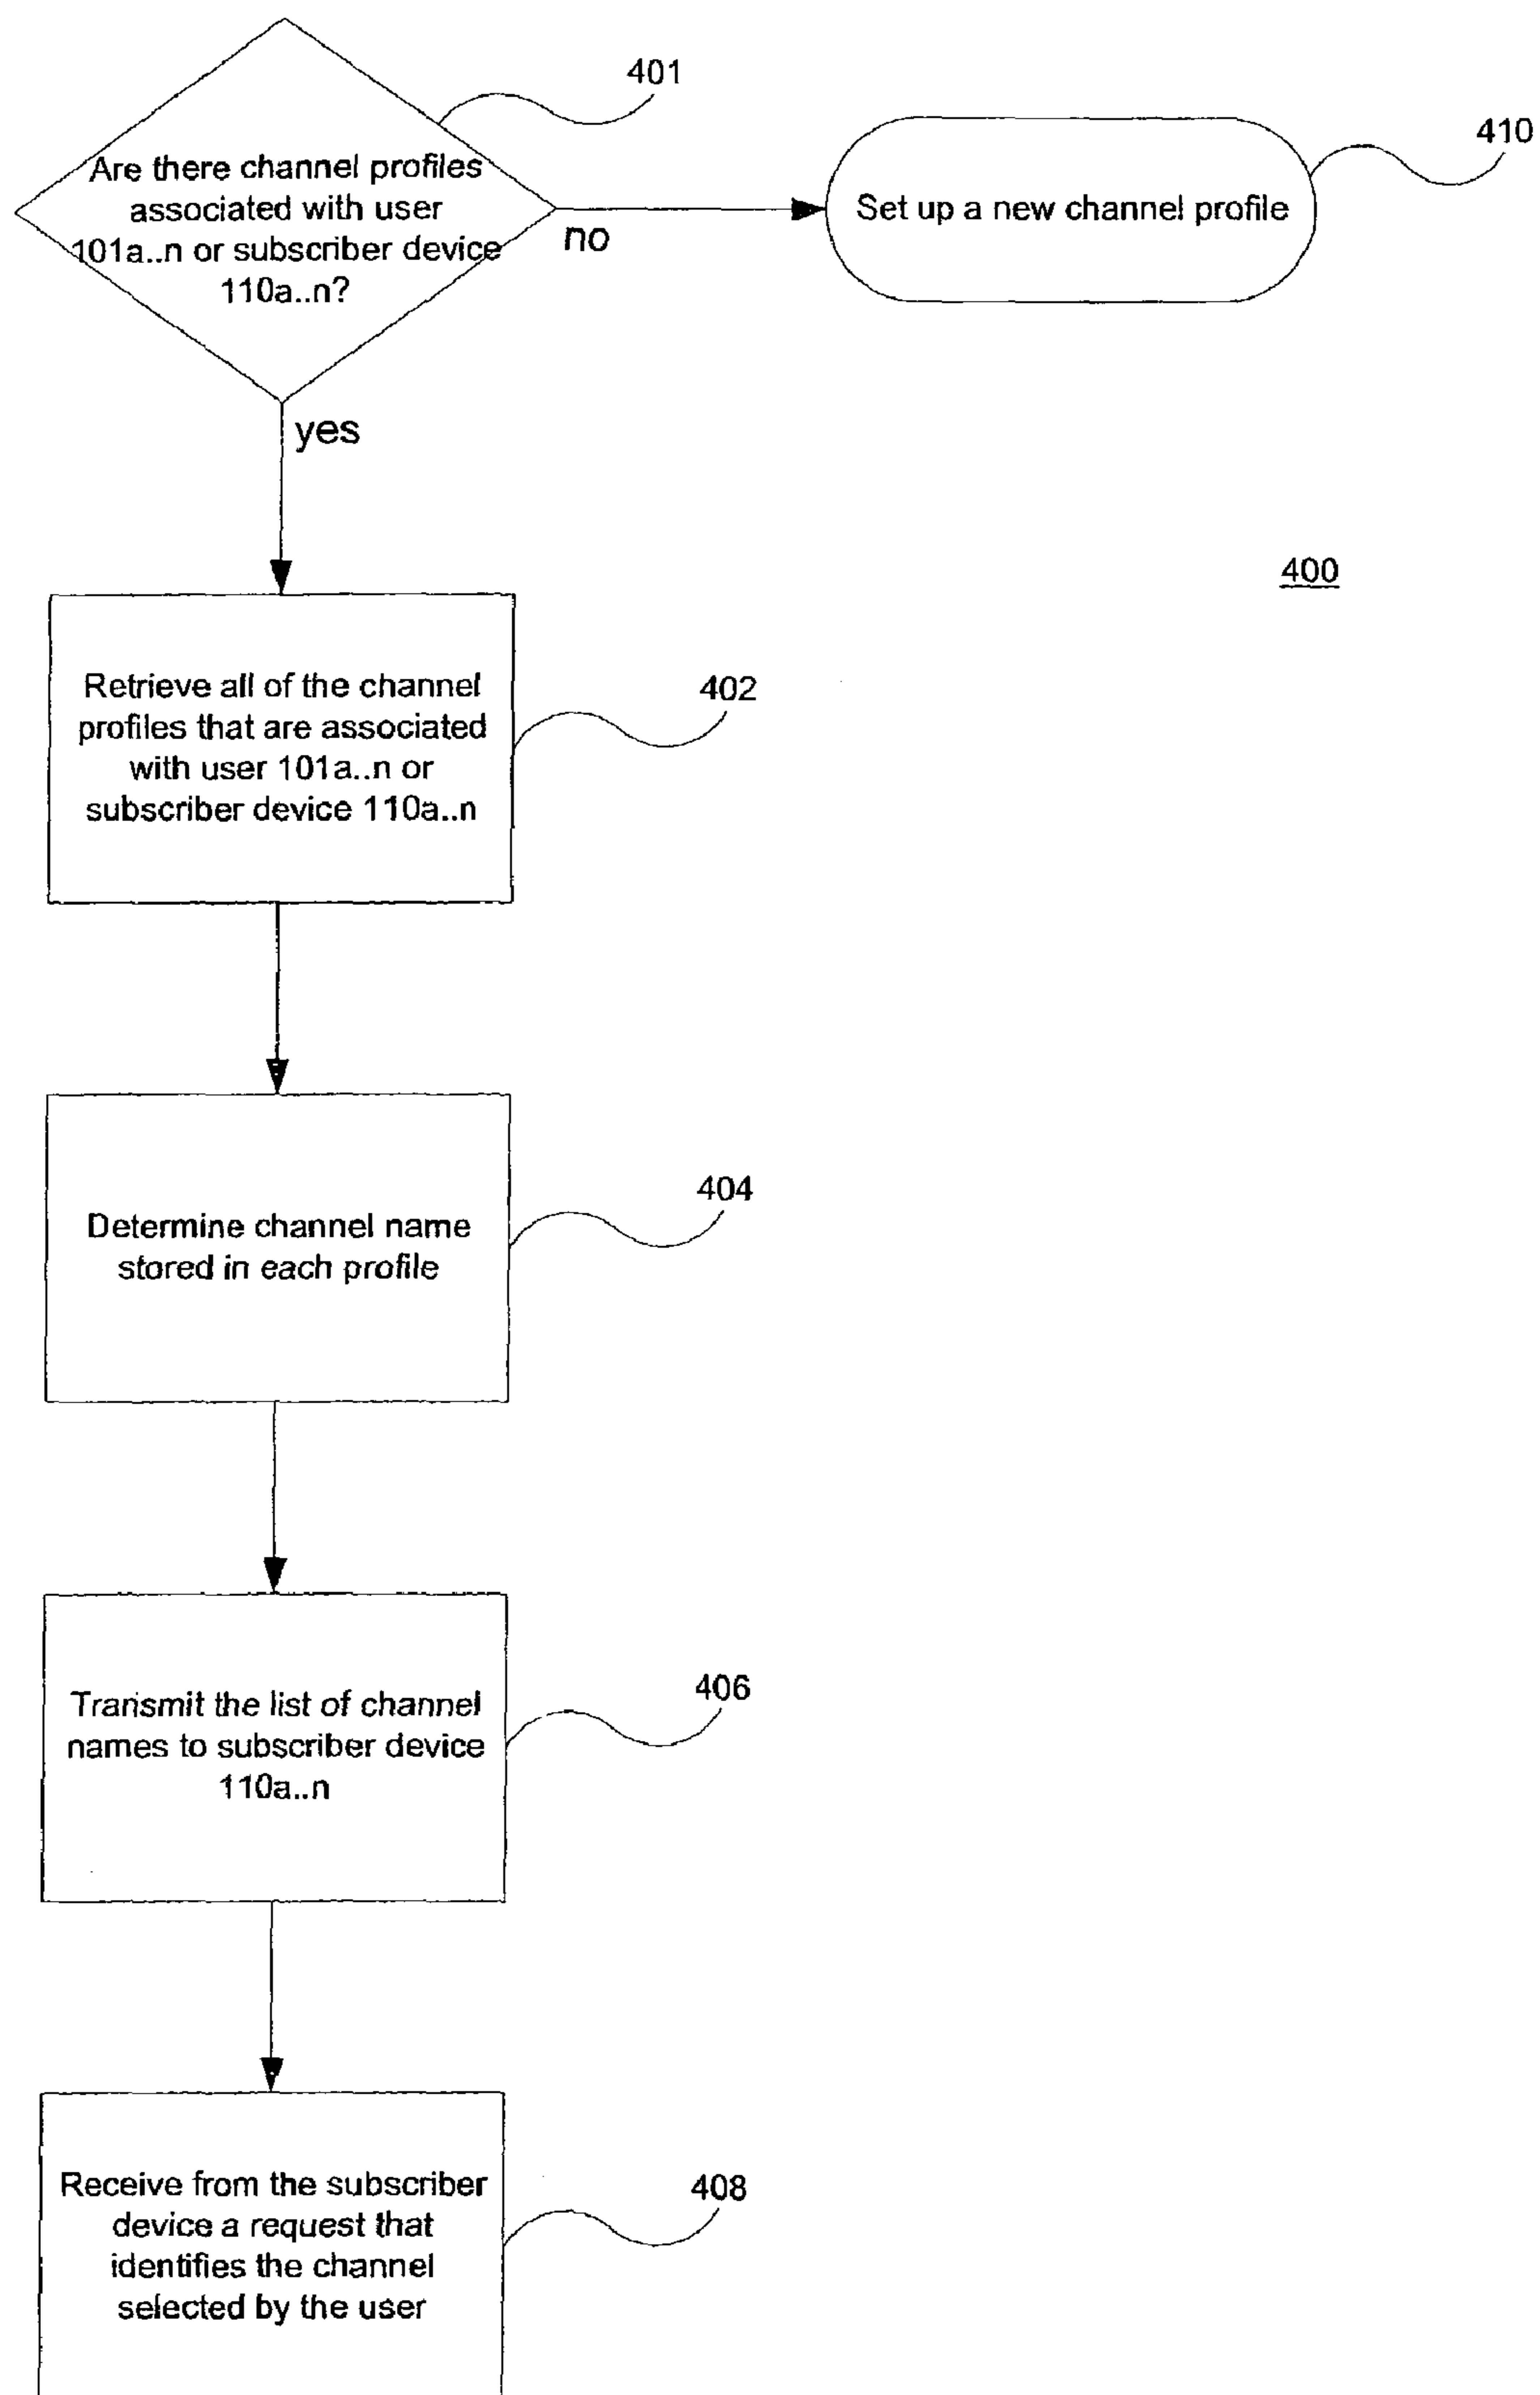 401
Are there channel profiles
associated with user
101a..n or subscriber device
110a..n?
no
Set up a new channel profile
410
yes
400
Retrieve all of the channel
profiles that are associated
with user 101a..n or
subscriber device 110a..n
402
Determine channel name
stored in each profile
404
Transmit the list of channel
names to subscriber device
110a..n
406
Receive from the subscriber
device a request that
identifies the channel
selected by the user
408